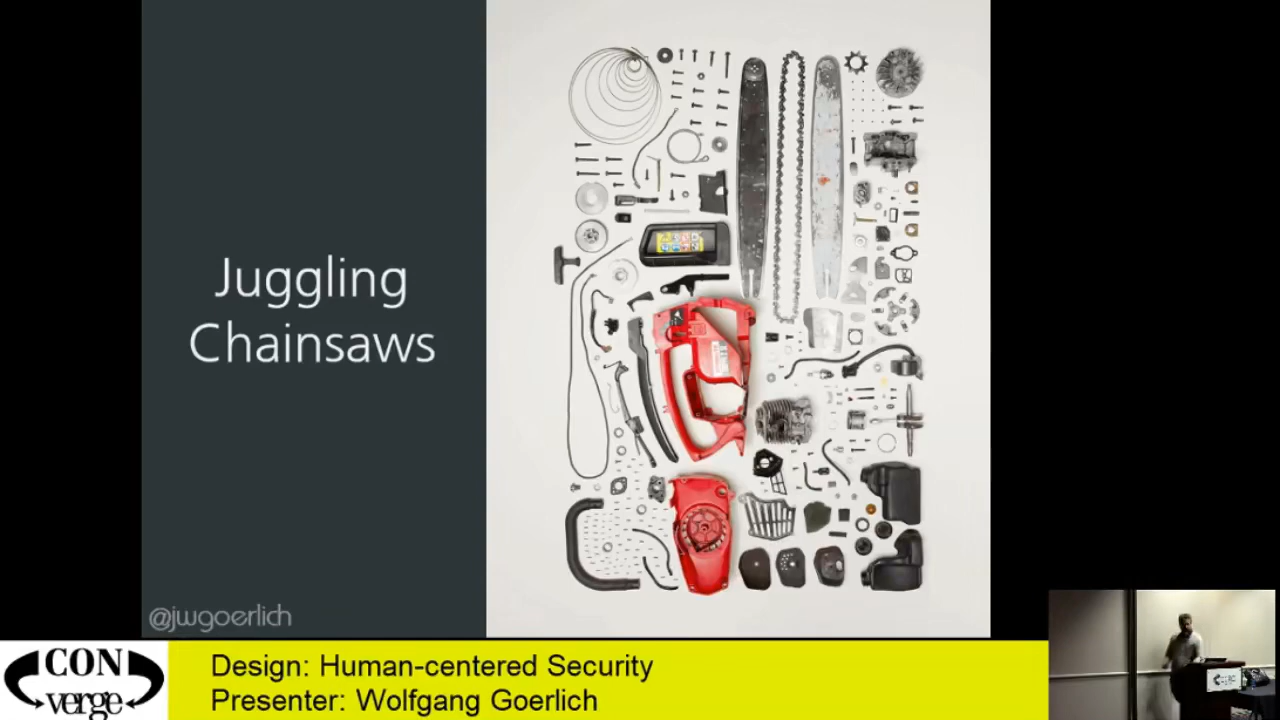 Juggling
Chainsaws
@jwgoerlich
CON
verge
Design: Human-centered Security
Presenter: Wolfgang Goerlich